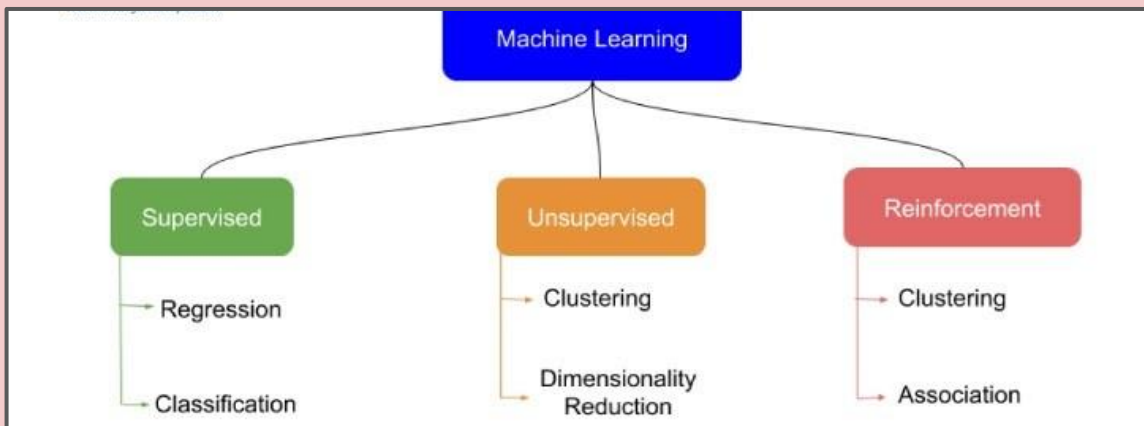 Machine Learning
Supervised
Unsupervised
Reinforcement
Regression
Classification
Clustering
Dimensionality
Reduction
Clustering
Association